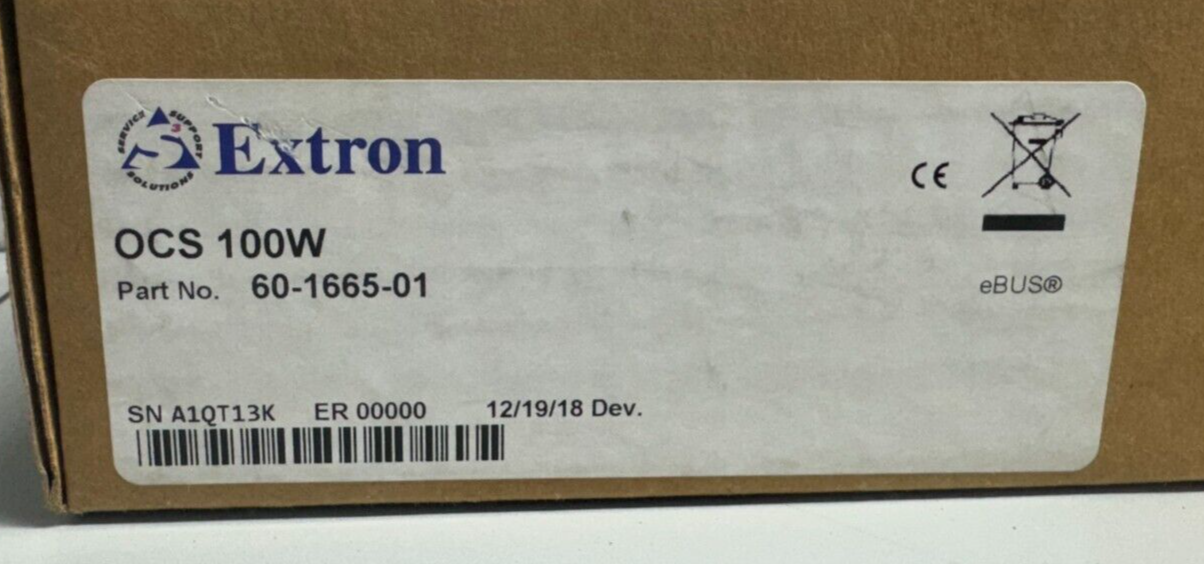 SERVICE SUPPORT SOLUTIONS
3
Extron
CE
OCS 100W
Part No. 60-1665-01
eBUS®
SN A1QT13K ER 00000 12/19/18 Dev.